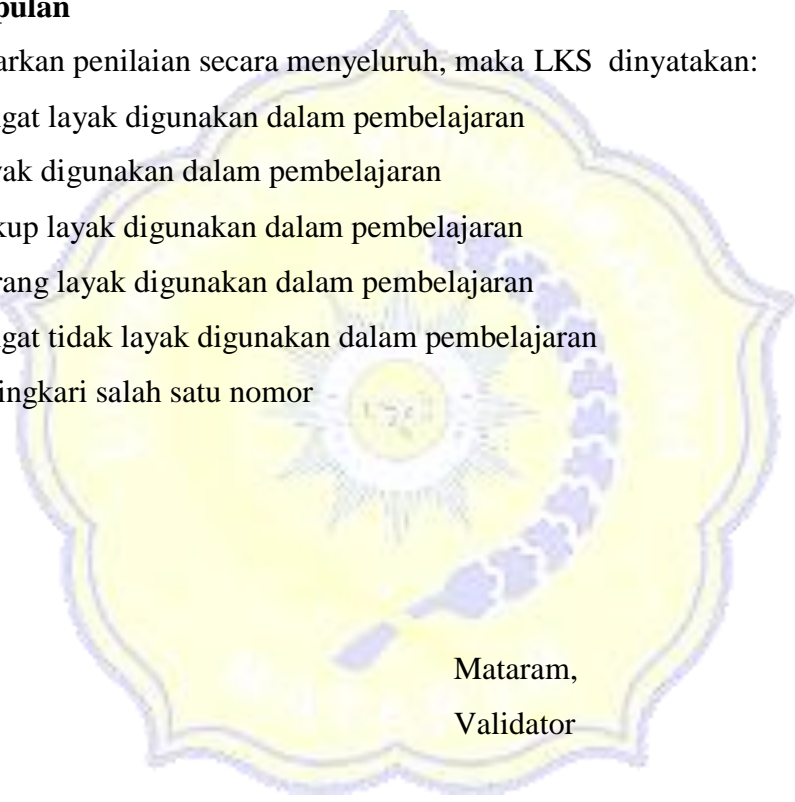 pulan
arkan penilaian secara menyeluruh, maka LKS dinyatakan:
gat layak digunakan dalam pembelajaran
ak digunakan dalam pembelajaran
kup layak digunakan dalam pembelajaran
rang layak digunakan dalam pembelajaran
gat tidak layak digunakan dalam pembelajaran
ingkari salah satu nomor
Mataram,
Validator